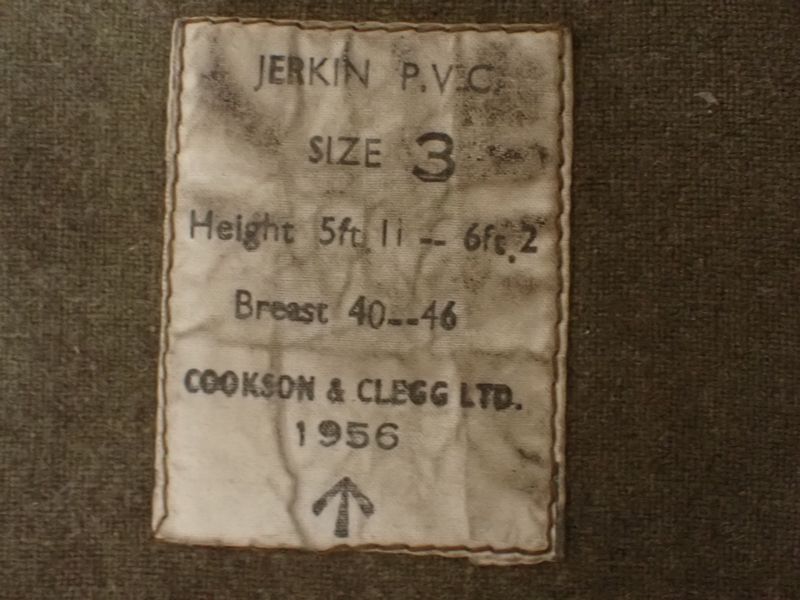 JERKIN P.V.C.
SIZE 3
Height 5ft. 11 -- 6ft. 2
Breast 40--46
COOKSON & CLEGG LTD.
1956